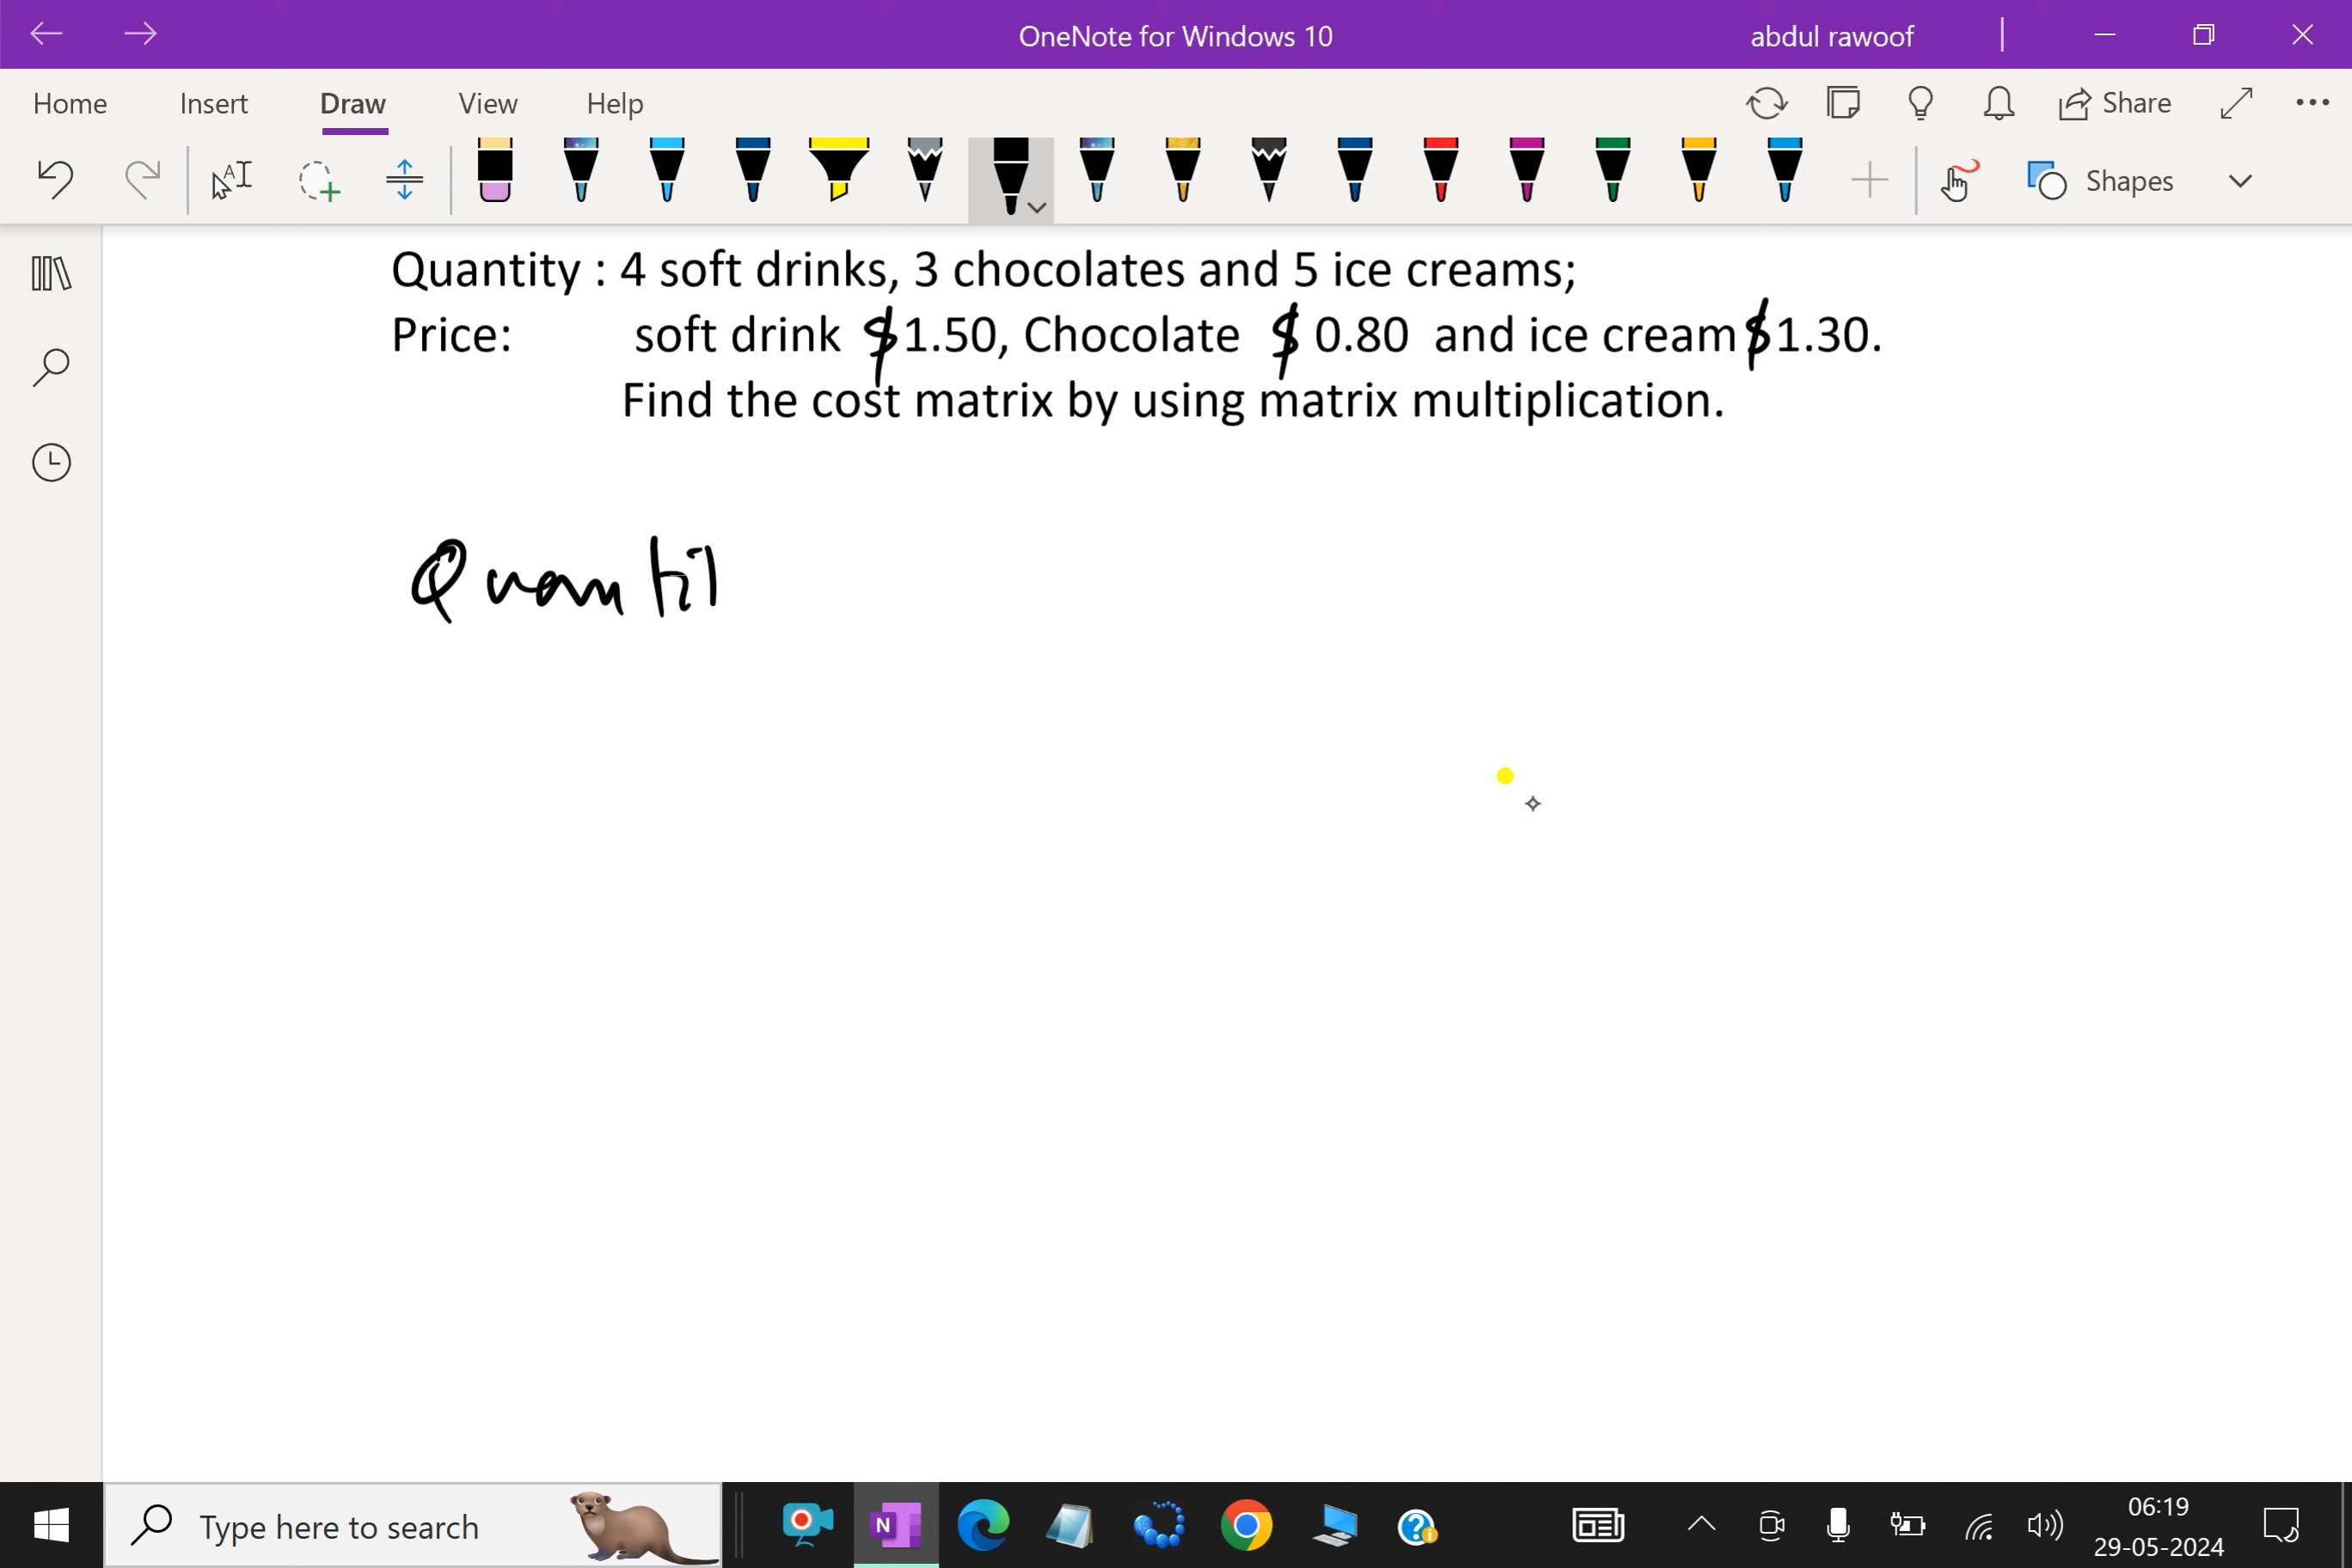 OneNote for Windows 10
abdul rawoof
Home Insert Draw View Help
Share
Shapes
Quantity : 4 soft drinks, 3 chocolates and 5 ice creams;
Price: soft drink $1.50, Chocolate $ 0.80 and ice cream $1.30.
Find the cost matrix by using matrix multiplication.
Quantit
Type here to search
06:19
29-05-2024